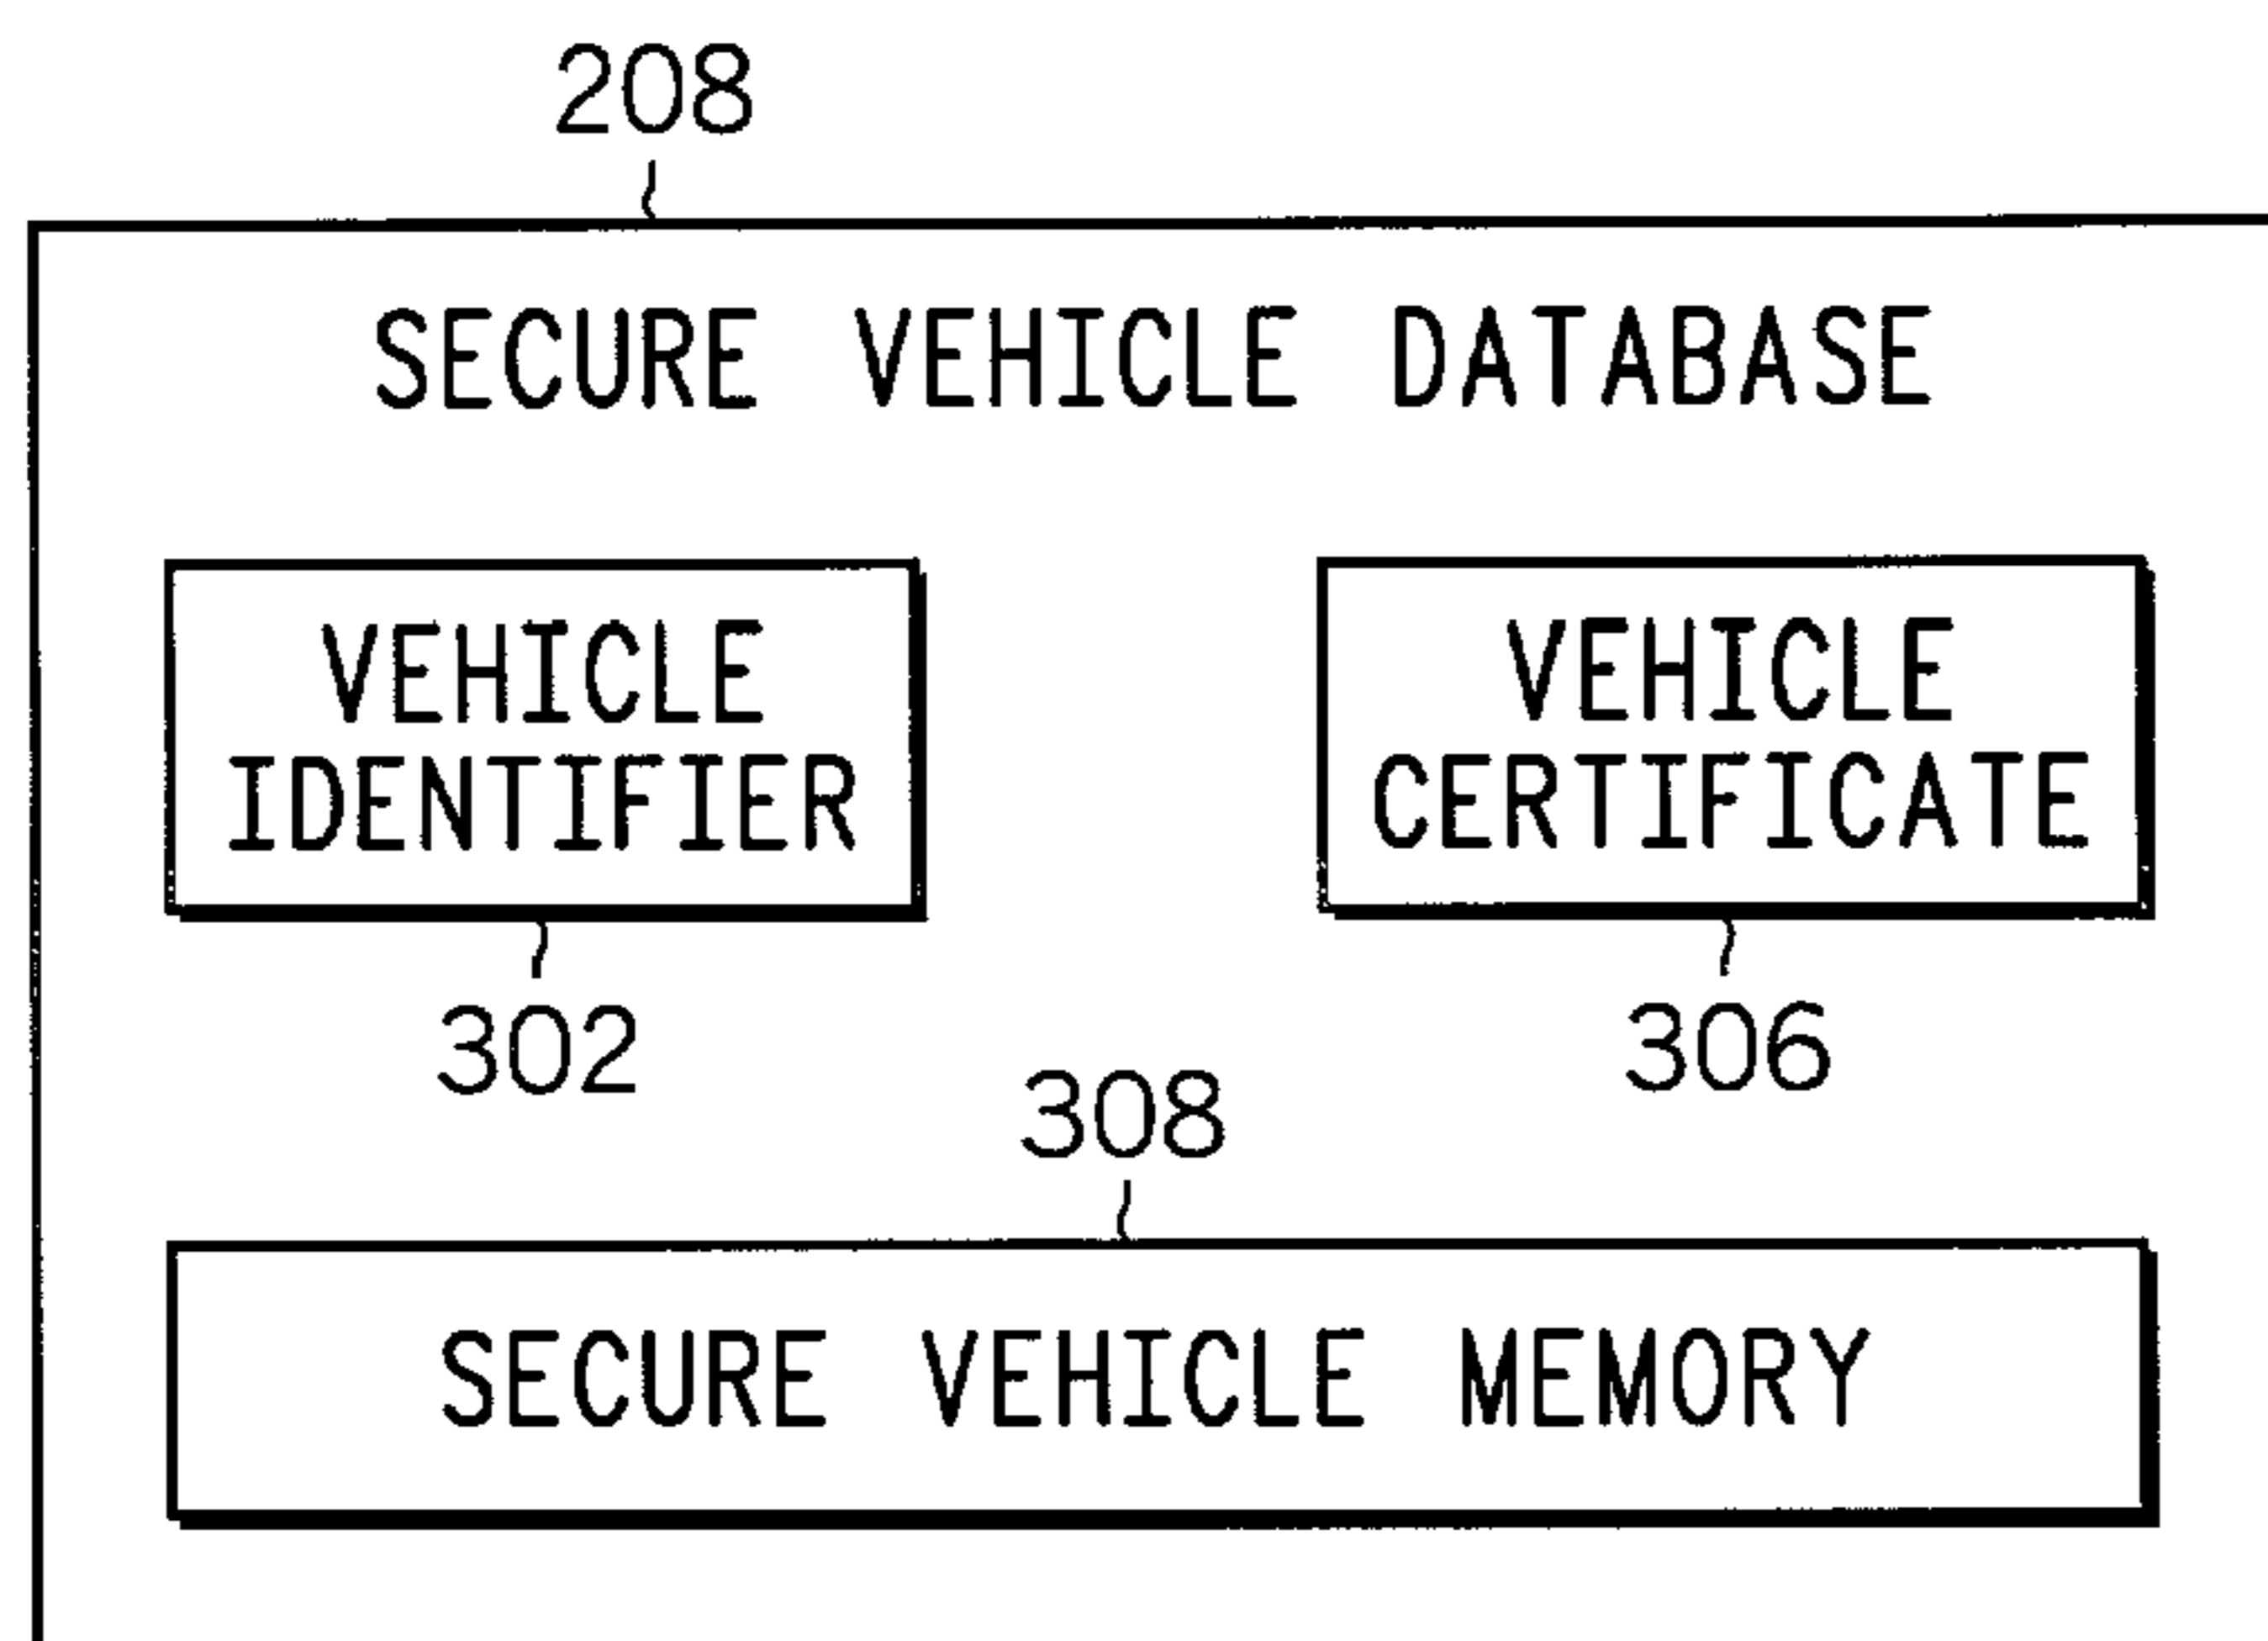 208
SECURE VEHICLE DATABASE
VEHICLE
IDENTIFIER
302
VEHICLE
CERTIFICATE
306
308
SECURE VEHICLE MEMORY